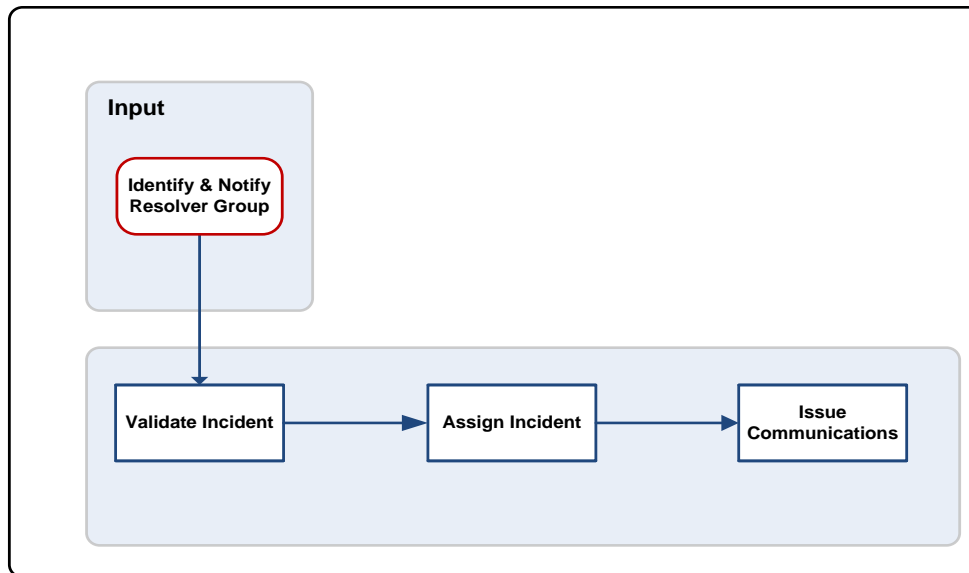 Input
Identify & Notify
Resolver Group
Validate Incident
Assign Incident
Issue
Communications